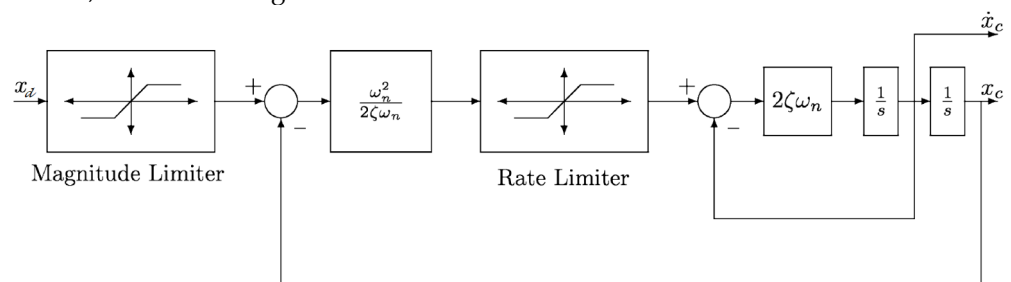 ẋ_c
x_d + ω_n^2 / 2ζω_n + 2ζω_n 1/s 1/s x_c
− −
Magnitude Limiter Rate Limiter